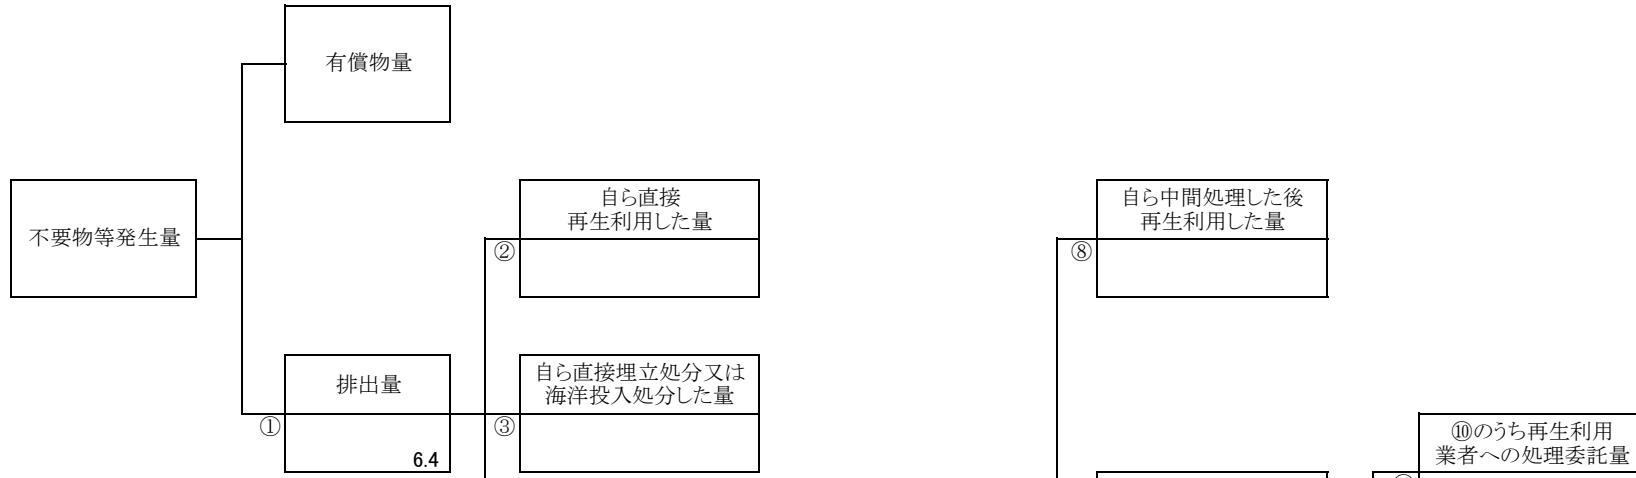 有償物量
不要物等発生量
自ら直接
再生利用した量
②
自ら中間処理した後
再生利用した量
⑧
排出量
①
6.4
自ら直接埋立処分又は
海洋投入処分した量
③
⑩のうち再生利用
業者への処理委託量